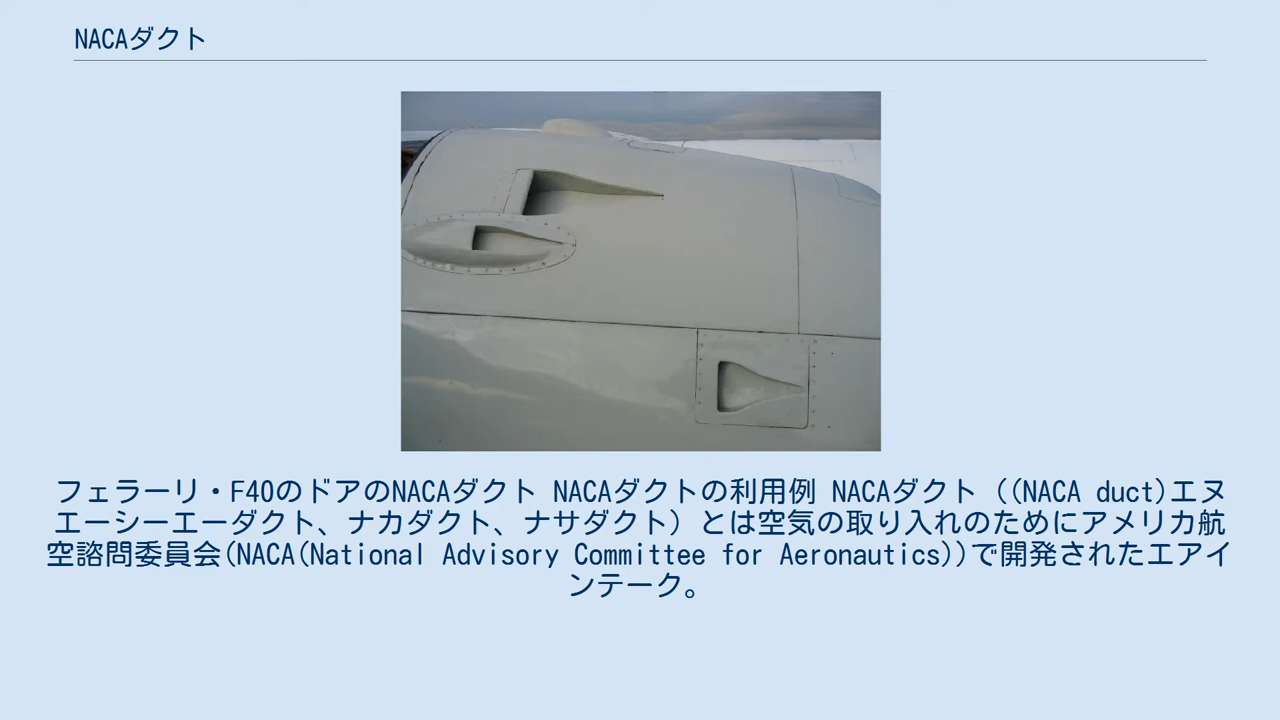 NACAダクト
フェラーリ・F40のドアのNACAダクト NACAダクトの利用例 NACAダクト（(NACA duct)エヌ
エーシーエーダクト、ナカダクト、ナサダクト）とは空気の取り入れのためにアメリカ航
空諮問委員会(NACA(National Advisory Committee for Aeronautics))で開発されたエアイ
ンテーク。